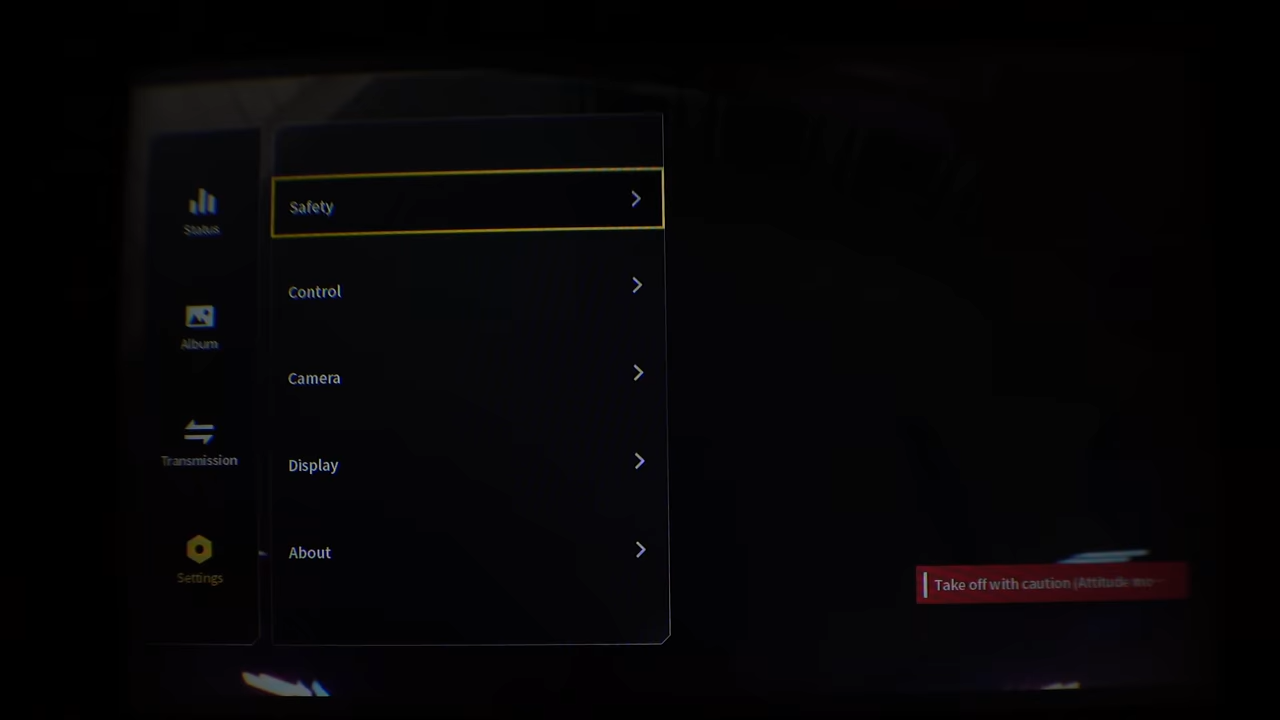 Status
Album
Transmission
Settings
Safety
Control
Camera
Display
About
Take off with caution (Attitude